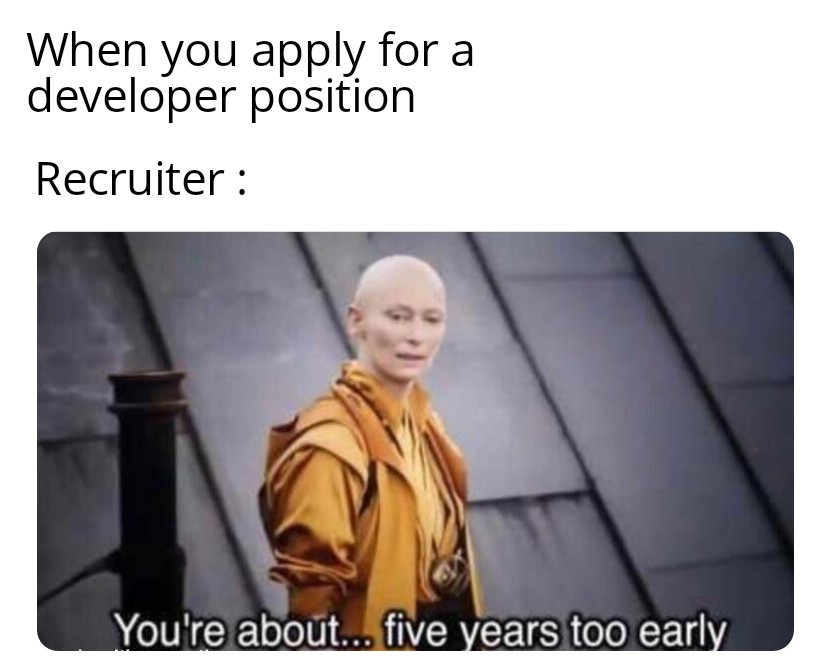 When you apply for a
developer position
Recruiter :
You're about... five years too early